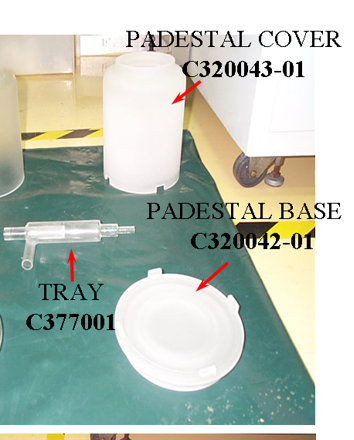 PADESTAL COVER
C320043-01
PADESTAL BASE
C320042-01
TRAY
C377001